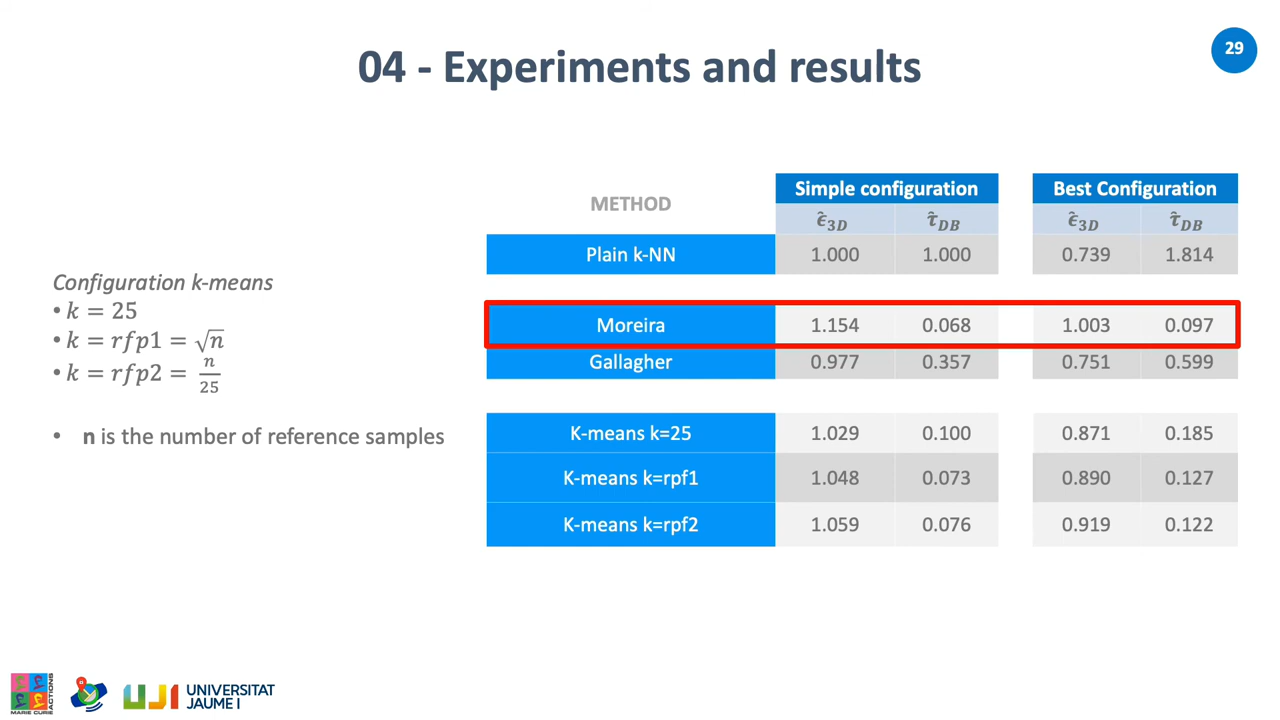 29
04 - Experiments and results
Configuration k-means
• k = 25
• k = rfp1 = √n
• k = rfp2 = n/25
• n is the number of reference samples
METHOD Simple configuration Best Configuration
ϵ̂3D τ̂DB ϵ̂3D τ̂DB
Plain k-NN 1.000 1.000 0.739 1.814
Moreira 1.154 0.068 1.003 0.097
Gallagher 0.977 0.357 0.751 0.599
K-means k=25 1.029 0.100 0.871 0.185
K-means k=rpf1 1.048 0.073 0.890 0.127
K-means k=rpf2 1.059 0.076 0.919 0.122
MARIE CURIE ACTIONS
UJI UNIVERSITAT
JAUME I